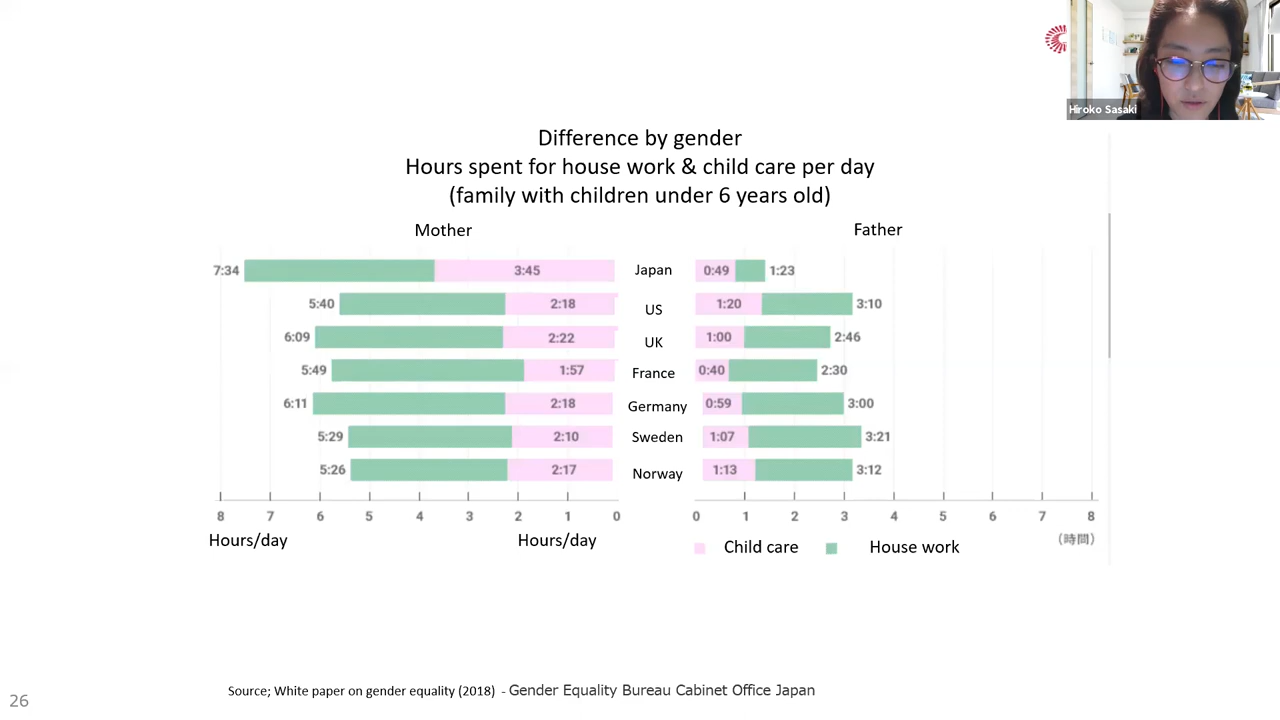 Hiroko Sasaki
Difference by gender
Hours spent for house work & child care per day
(family with children under 6 years old)
Mother
Father
7:34 3:45 Japan 0:49 1:23
5:40 2:18 US 1:20 3:10
6:09 2:22 UK 1:00 2:46
5:49 1:57 France 0:40 2:30
6:11 2:18 Germany 0:59 3:00
5:29 2:10 Sweden 1:07 3:21
5:26 2:17 Norway 1:13 3:12
8 7 6 5 4 3 2 1 0 0 1 2 3 4 5 6 7 8
Hours/day Hours/day (時間)
Child care House work
Source; White paper on gender equality (2018) - Gender Equality Bureau Cabinet Office Japan
26